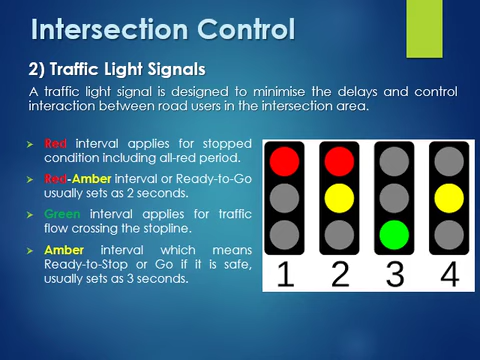 Intersection Control
2) Traffic Light Signals
A traffic light signal is designed to minimise the delays and control
interaction between road users in the intersection area.
Red interval applies for stopped
condition including all-red period.
Red-Amber interval or Ready-to-Go
usually sets as 2 seconds.
Green interval applies for traffic
flow crossing the stopline.
Amber interval which means
Ready-to-Stop or Go if it is safe,
usually sets as 3 seconds.
1 2 3 4